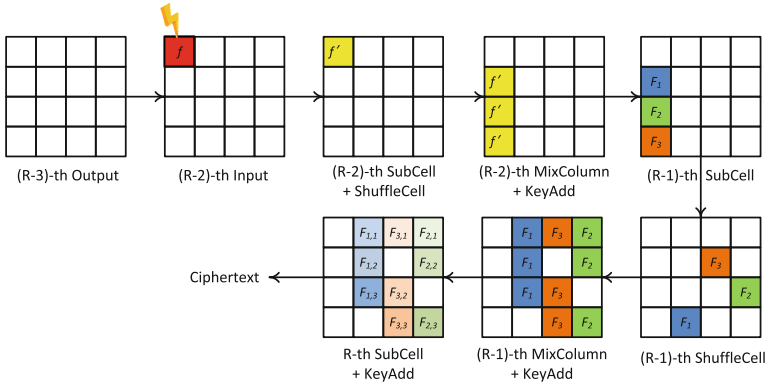 f
f′
f′
f′
f′
F1
F2
F3
(R-3)-th Output
(R-2)-th Input
(R-2)-th SubCell
+ ShuffleCell
(R-2)-th MixColumn
+ KeyAdd
(R-1)-th SubCell
Ciphertext
F1,1 F3,1 F2,1
F1,2 F2,2
F1,3 F3,2
F3,3 F2,3
F1 F3 F2
F1 F2
F1 F3
F3 F2
F3
F2
F1
R-th SubCell
+ KeyAdd
(R-1)-th MixColumn
+ KeyAdd
(R-1)-th ShuffleCell